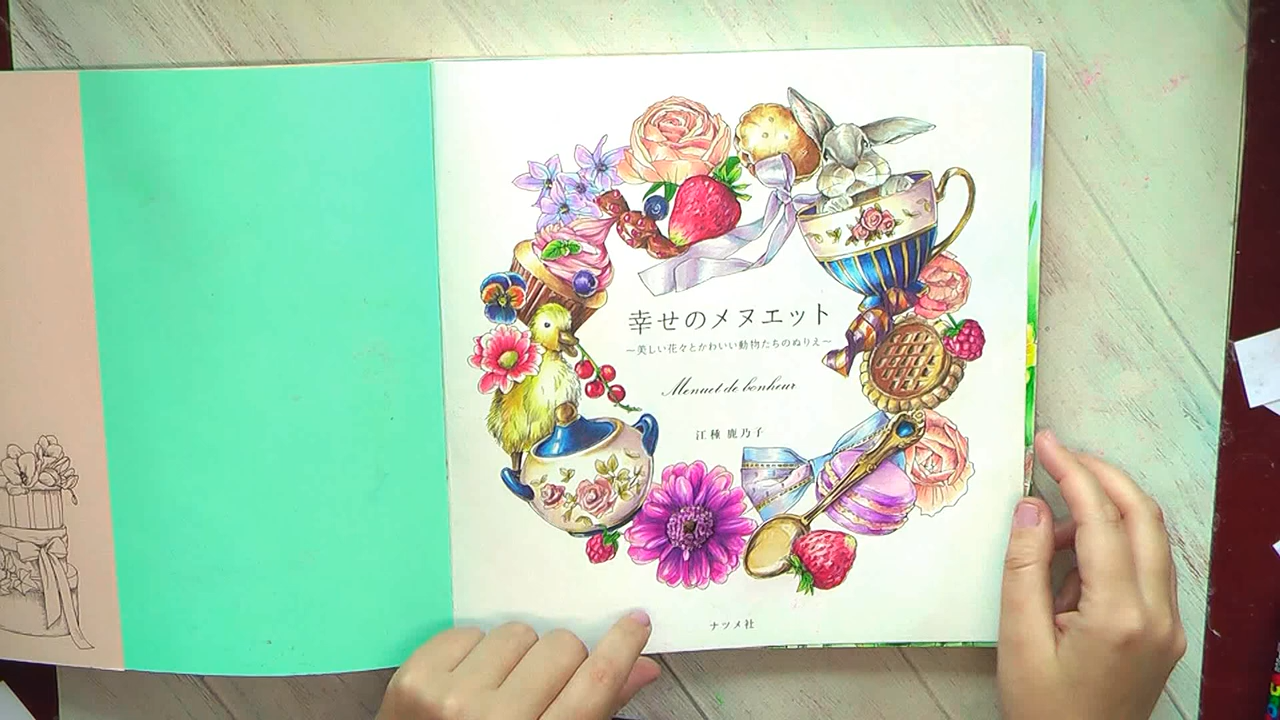 幸せのメヌエット
～美しい花々とかわいい動物たちのぬりえ～
Menuet de bonheur
江種 鹿乃子
ナツメ社